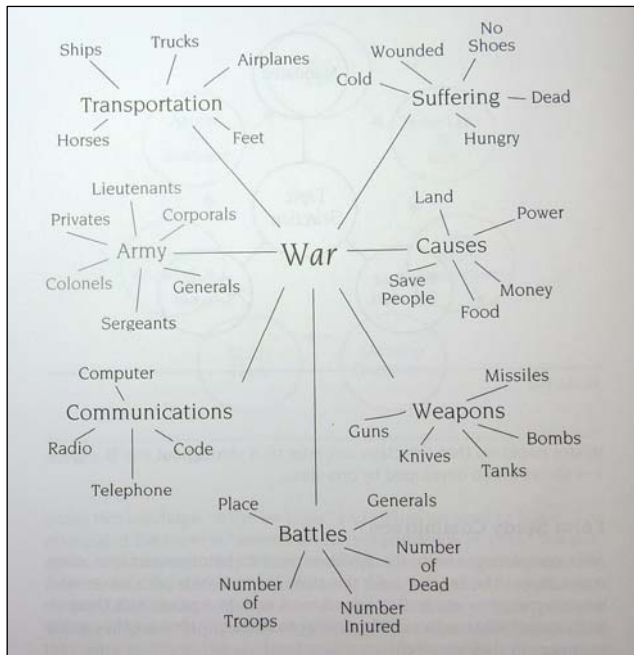 Ships
Trucks
Airplanes
Transportation
Horses
Feet
Wounded
No
Shoes
Cold
Suffering
Dead
Hungry
Lieutenants
Privates
Corporals
Army
Colonels
Generals
Sergeants
War
Land
Power
Causes
Save
People
Money
Food
Computer
Communications
Radio
Code
Telephone
Missiles
Guns
Weapons
Knives
Bombs
Tanks
Place
Generals
Battles
Number
of
Troops
Number
Injured
Number
of
Dead